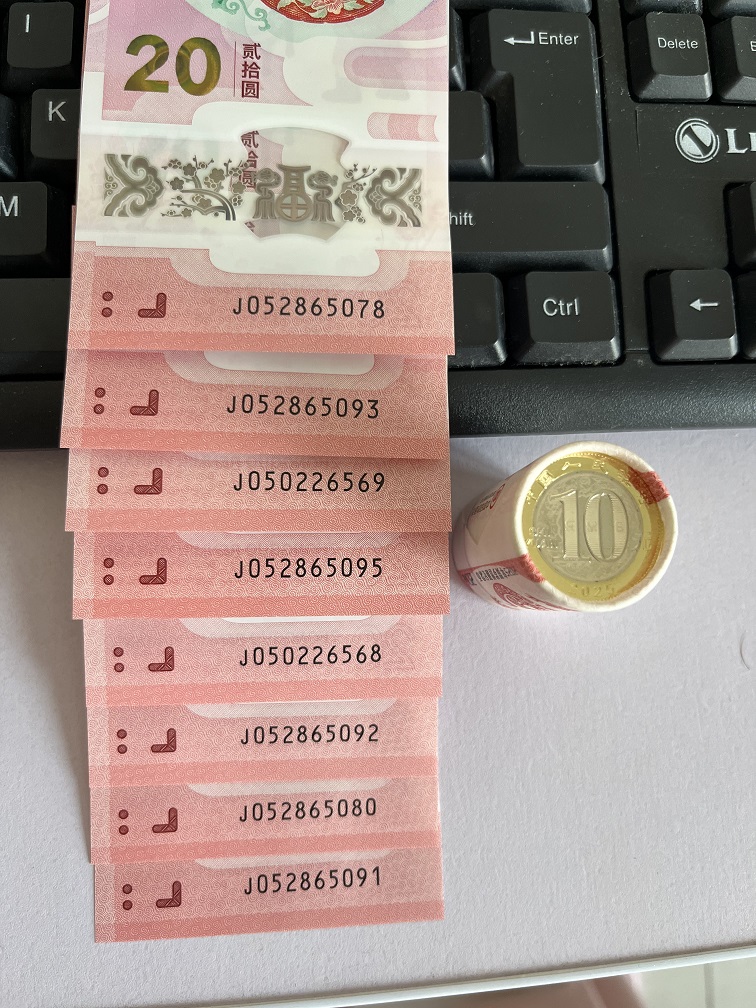 I
Enter
Delete
K
20
贰拾圆
贰拾圆
福
M
hift
Ctrl
←
J052865078
J052865093
J050226569
J052865095
J050226568
J052865092
J052865080
J052865091
10